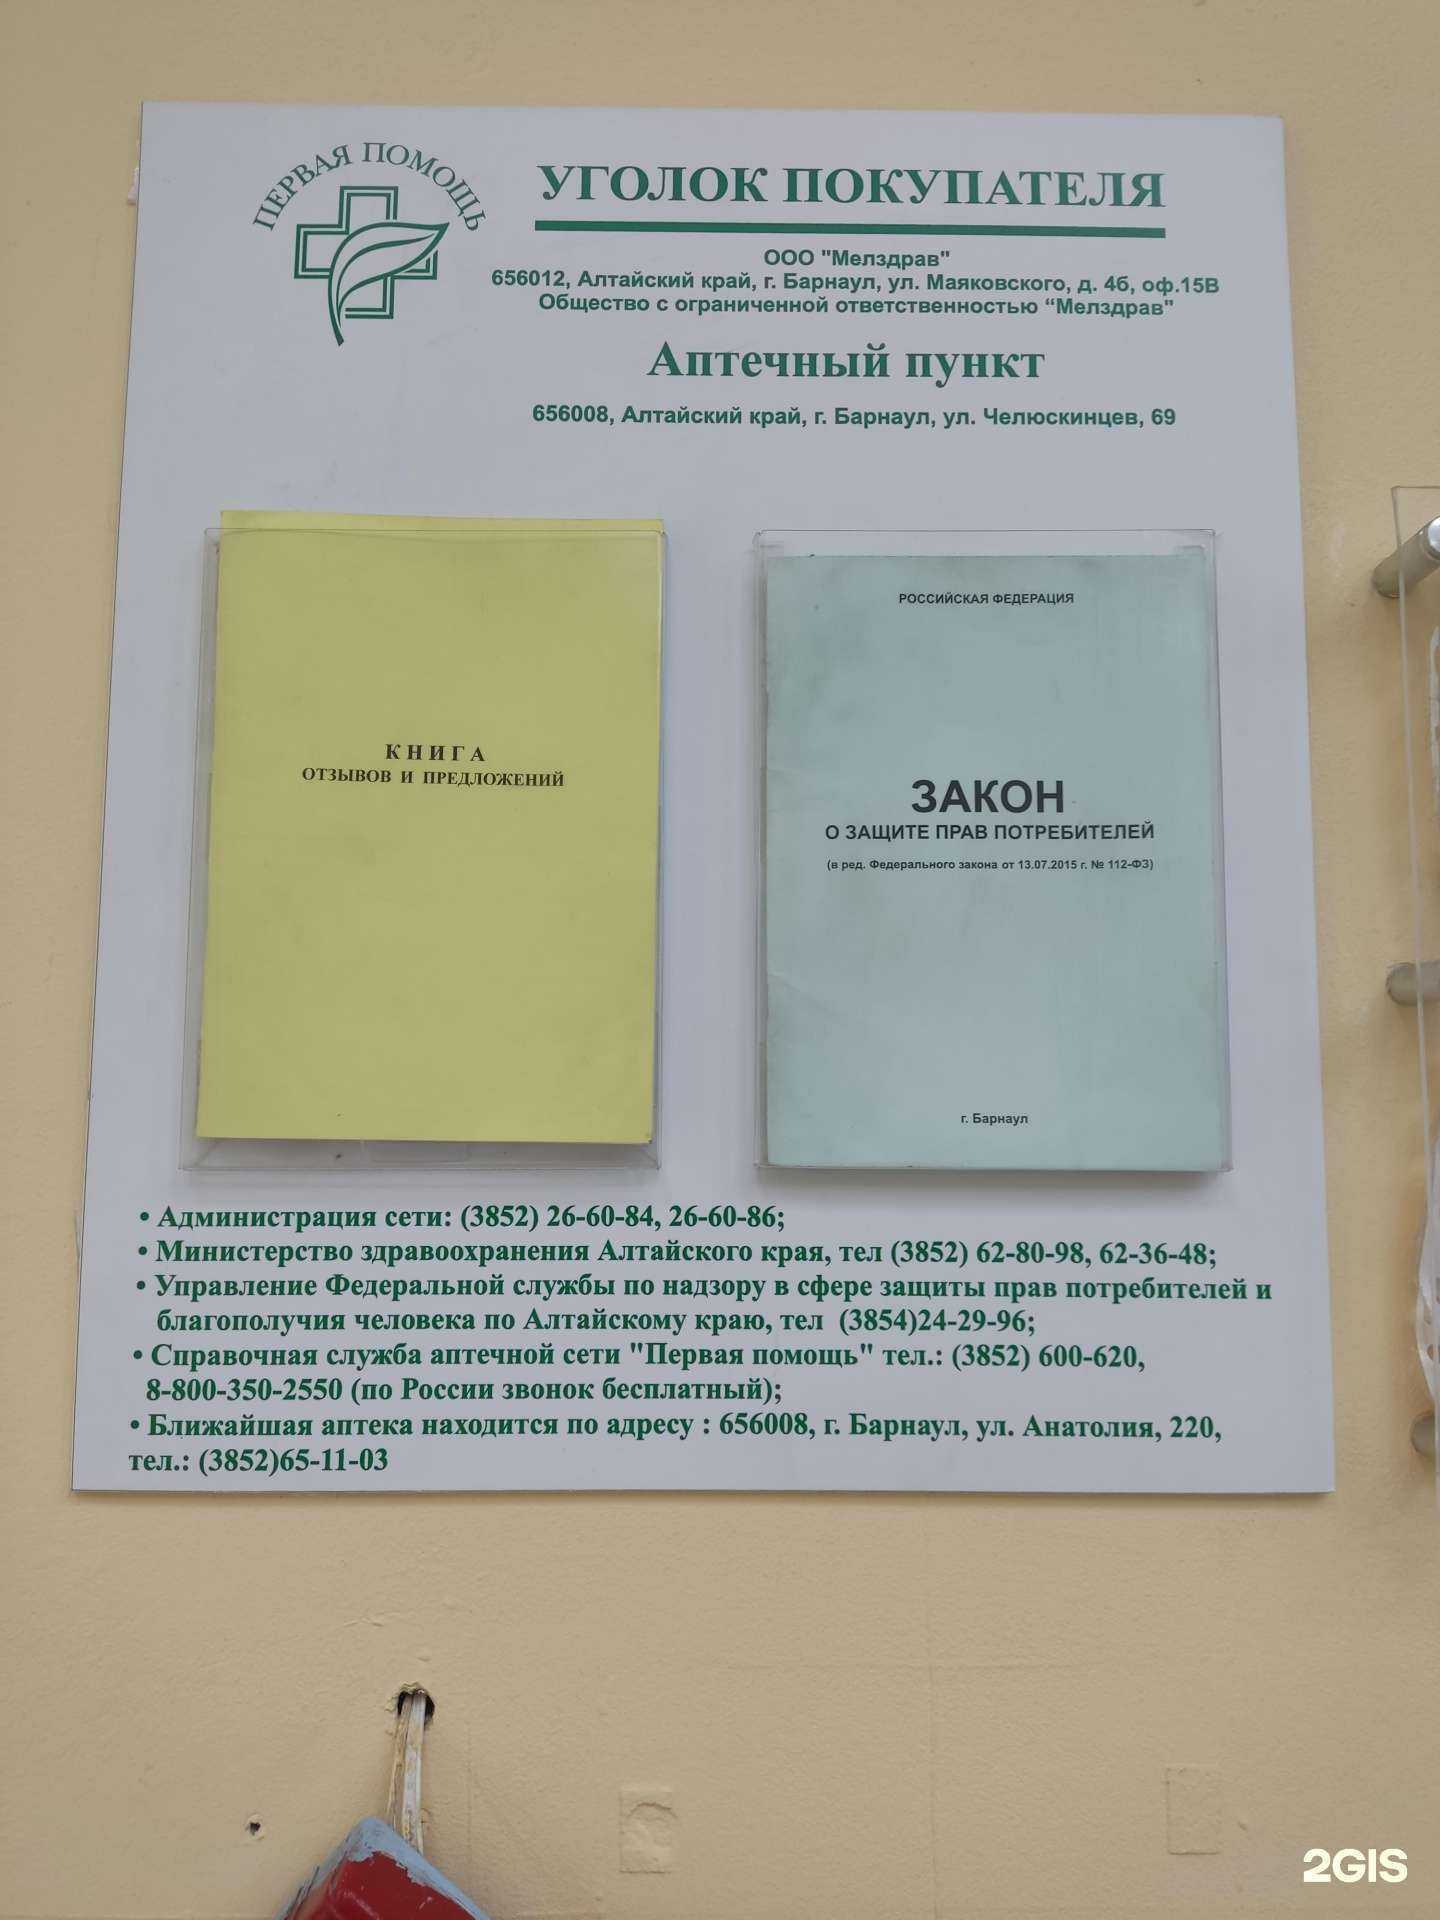 ПЕРВАЯ ПОМОЩЬ
УГОЛОК ПОКУПАТЕЛЯ
ООО "Мелздрав"
656012, Алтайский край, г. Барнаул, ул. Маяковского, д. 4б, оф.15В
Общество с ограниченной ответственностью “Мелздрав"
Аптечный пункт
656008, Алтайский край, г. Барнаул, ул. Челюскинцев, 69
КНИГА
ОТЗЫВОВ И ПРЕДЛОЖЕНИЙ
РОССИЙСКАЯ ФЕДЕРАЦИЯ
ЗАКОН
О ЗАЩИТЕ ПРАВ ПОТРЕБИТЕЛЕЙ
(в ред. Федерального закона от 13.07.2015 г. № 112-ФЗ)
г. Барнаул
• Администрация сети: (3852) 26-60-84, 26-60-86;
• Министерство здравоохранения Алтайского края, тел (3852) 62-80-98, 62-36-48;
• Управление Федеральной службы по надзору в сфере защиты прав потребителей и
благополучия человека по Алтайскому краю, тел (3854)24-29-96;
• Справочная служба аптечной сети "Первая помощь" тел.: (3852) 600-620,
8-800-350-2550 (по России звонок бесплатный);
• Ближайшая аптека находится по адресу : 656008, г. Барнаул, ул. Анатолия, 220,
тел.: (3852)65-11-03
2GIS